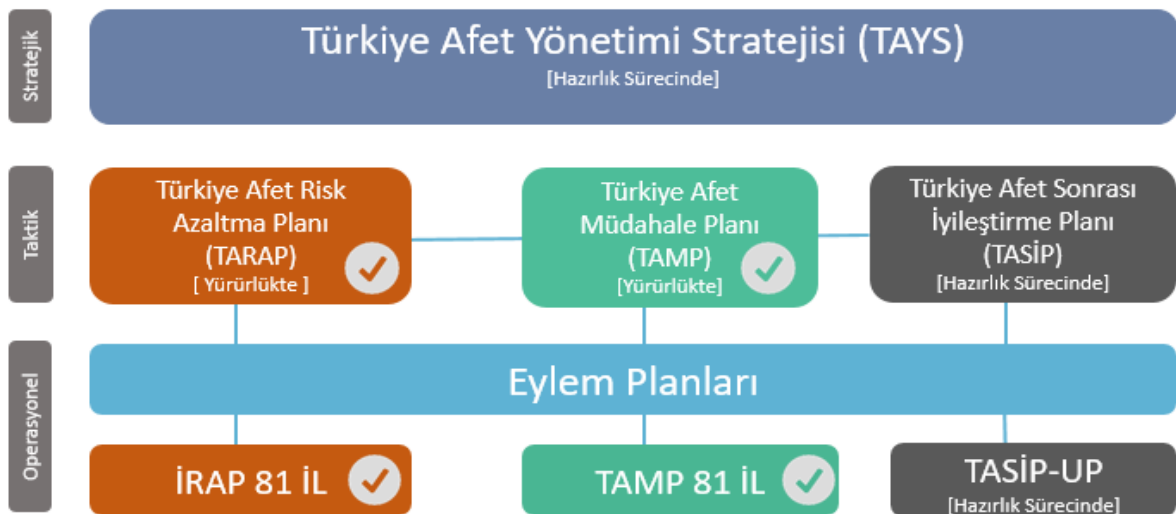 Stratejik
Türkiye Afet Yönetimi Stratejisi (TAYS)
[Hazırlık Sürecinde]
Taktik
Türkiye Afet Risk
Azaltma Planı
(TARAP)
[ Yürürlükte ]
Türkiye Afet
Müdahale Planı
(TAMP)
[Yürürlükte]
Türkiye Afet Sonrası
İyileştirme Planı
(TASİP)
[Hazırlık Sürecinde]
Operasyonel
Eylem Planları
İRAP 81 İL
TAMP 81 İL
TASİP-UP
[Hazırlık Sürecinde]